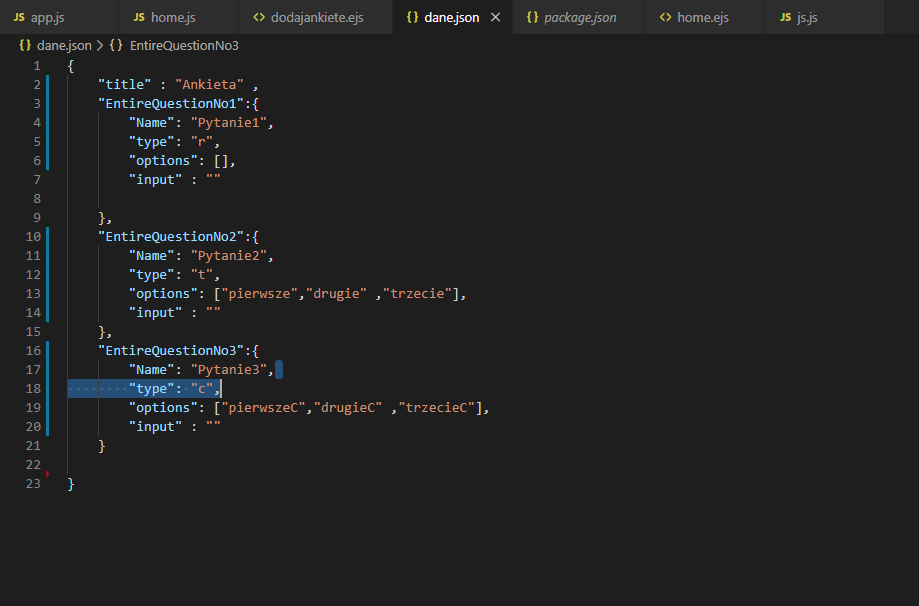 JS app.js JS home.js <> dodajankiete.ejs {} dane.json × {} package.json <> home.ejs JS js.js
{} dane.json > {} EntireQuestionNo3
1 {
2 "title" : "Ankieta" ,
3 "EntireQuestionNo1":{
4 "Name": "Pytanie1",
5 "type": "r",
6 "options": [],
7 "input" : ""
8
9 },
10 "EntireQuestionNo2":{
11 "Name": "Pytanie2",
12 "type": "t",
13 "options": ["pierwsze","drugie" ,"trzecie"],
14 "input" : ""
15 },
16 "EntireQuestionNo3":{
17 "Name": "Pytanie3",
18 "type": "c",
19 "options": ["pierwszeC","drugieC" ,"trzecieC"],
20 "input" : ""
21 }
22
23 }